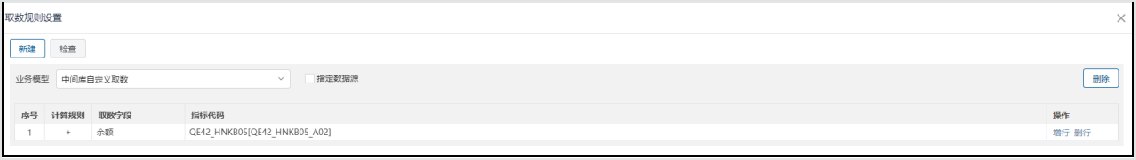 取数规则设置
新建 检查
业务模型 中间库自定义取数 指定数据源 删除
序号 计算规则 取数字段 指标代码 操作
1 + 余额 QE42_HNKB05[QE42_HNKB05_A02] 增行 删行